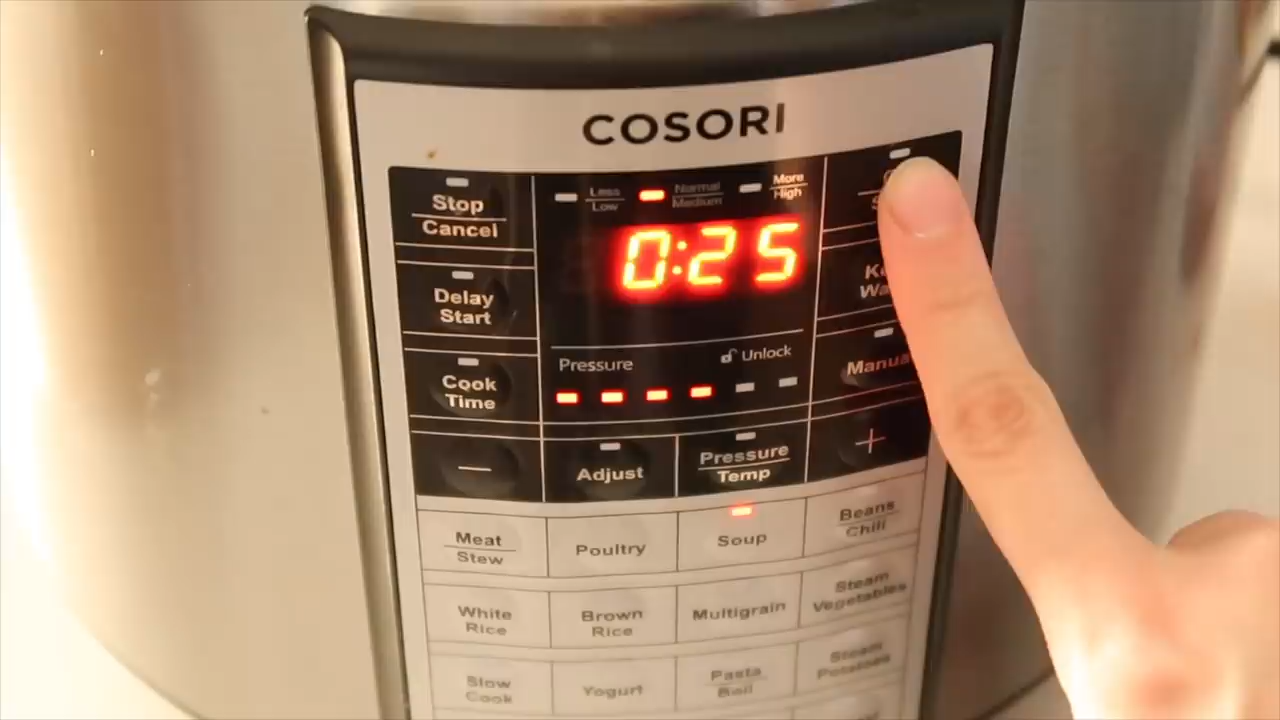 COSORI
Stop
Cancel
Less
Low
Normal
Medium
More
High
0:25
Delay
Start
Pressure
Unlock
Cook
Time
Manua
—
Adjust
Pressure
Temp
+
Meat
Stew
Poultry
Soup
Beans
Chili
White
Rice
Brown
Rice
Multigrain
Steam
Vegetables
Slow
Cook
Yogurt
Pasta
Boil
Steam
Potatoes